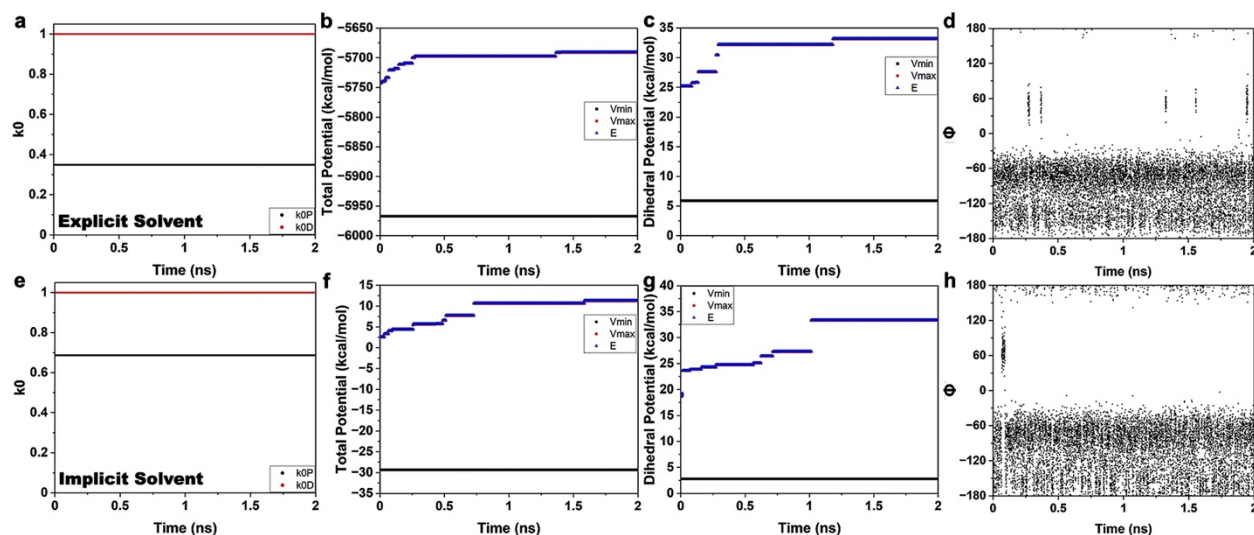 a
k0
1
0.8
0.6
0.4
0.2
0
k0P
k0D
Explicit Solvent
0 0.5 1 1.5 2
Time (ns)
b
Total Potential (kcal/mol)
−5650
−5700
−5750
−5800
−5850
−5900
−5950
−6000
Vmin
Vmax
E
0 0.5 1 1.5 2
Time (ns)
c
Dihedral Potential (kcal/mol)
35
30
25
20
15
10
5
0
Vmin
Vmax
E
0 0.5 1 1.5 2
Time (ns)
d
Φ
180
120
60
0
−60
−120
−180
0 0.5 1 1.5 2
Time (ns)
e
k0
1
0.8
0.6
0.4
0.2
0
k0P
k0D
Implicit Solvent
0 0.5 1 1.5 2
Time (ns)
f
Total Potential (kcal/mol)
15
10
5
0
−5
−10
−15
−20
−25
−30
−35
Vmin
Vmax
E
0 0.5 1 1.5 2
Time (ns)
g
Dihedral Potential (kcal/mol)
40
35
30
25
20
15
10
5
0
Vmin
Vmax
E
0 0.5 1 1.5 2
Time (ns)
h
Φ
180
120
60
0
−60
−120
−180
0 0.5 1 1.5 2
Time (ns)